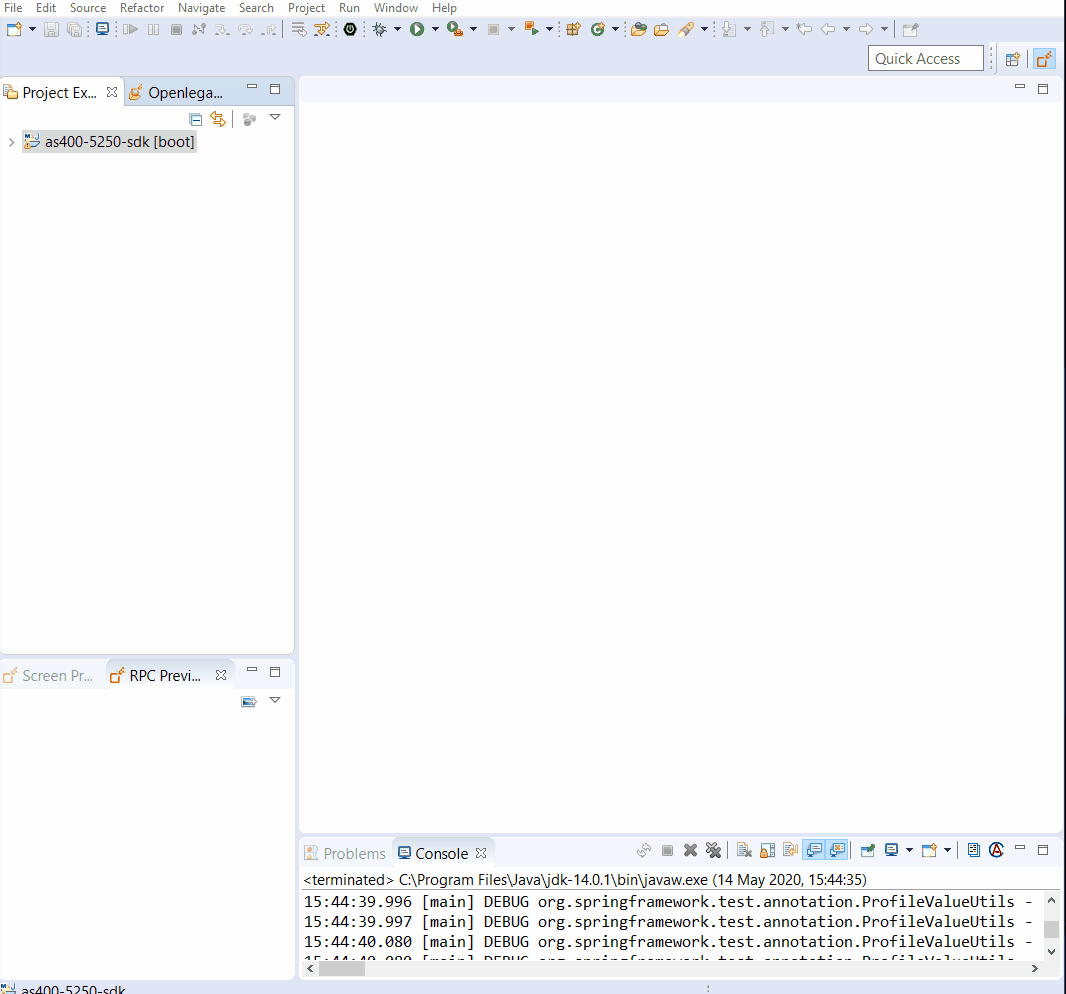 File Edit Source Refactor Navigate Search Project Run Window Help
Quick Access
Project Ex... Openlega...
as400-5250-sdk [boot]
Screen Pr... RPC Previ...
Problems Console
<terminated> C:\Program Files\Java\jdk-14.0.1\bin\javaw.exe (14 May 2020, 15:44:35)
15:44:39.996 [main] DEBUG org.springframework.test.annotation.ProfileValueUtils -
15:44:39.997 [main] DEBUG org.springframework.test.annotation.ProfileValueUtils -
15:44:40.080 [main] DEBUG org.springframework.test.annotation.ProfileValueUtils -
as400-5250-sdk